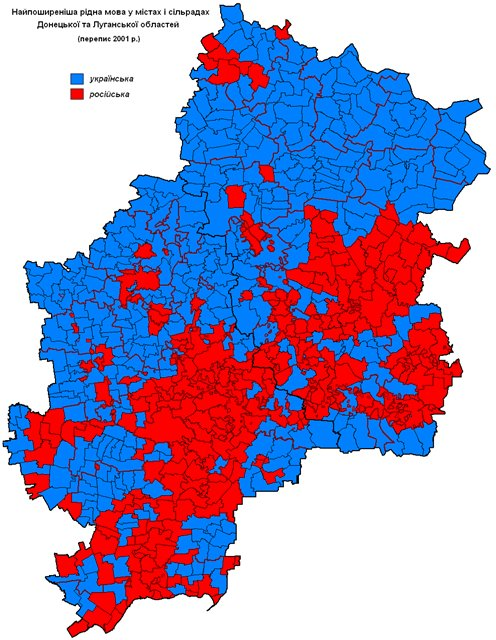 Найпоширеніша рідна мова у містах і сільрадах
Донецької та Луганської областей
(перепис 2001 р.)
українська
російська